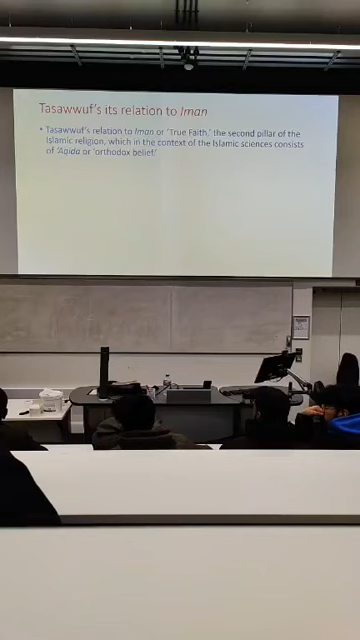 Tasawwuf's its relation to Iman
• Tasawwuf's relation to Iman or 'True Faith,' the second pillar of the
Islamic religion, which in the context of the Islamic sciences consists
of 'Aqida or 'orthodox belief.'